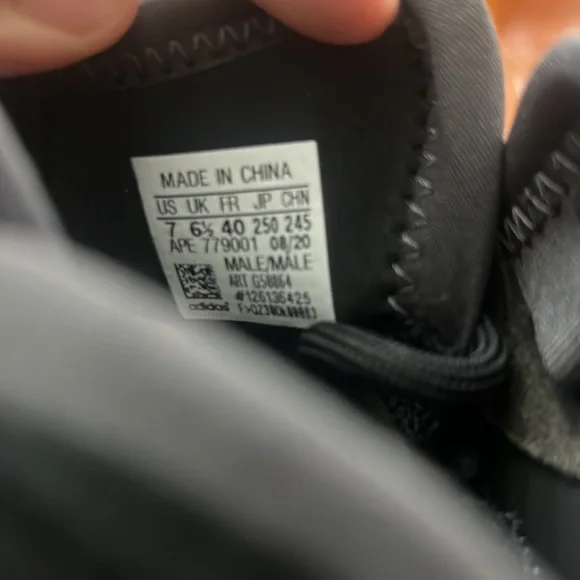 MADE IN CHINA
US UK FR JP CHN
7 6½ 40 250 245
APE 779001 08/20
MALE/MALE
ART
#126136425
adidas